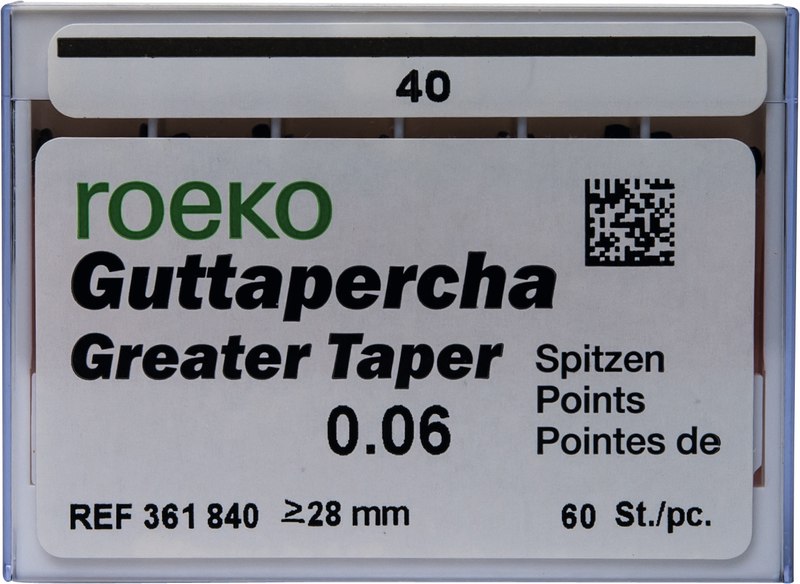 40
roeko
Guttapercha
Greater Taper
0.06
Spitzen
Points
Pointes de
REF 361 840 ≥28 mm 60 St./pc.